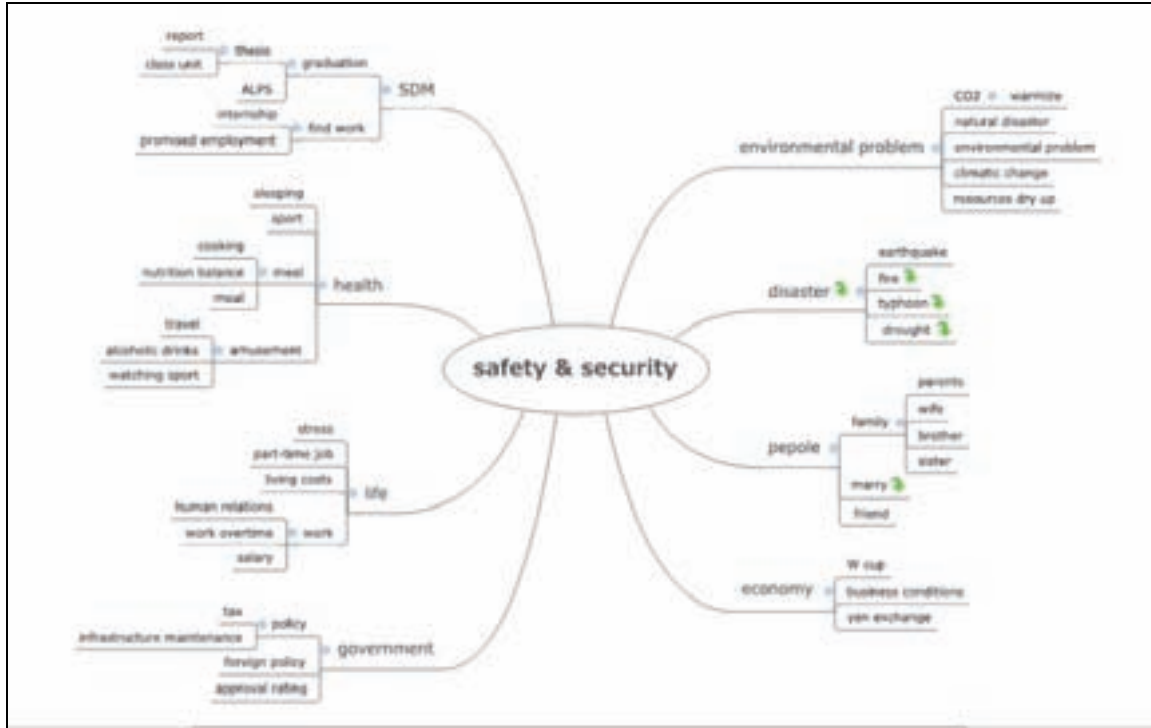 safety & security
SDM
graduation
thesis
report
class unit
ALPS
find work
internship
promised employment
health
sleeping
sport
meal
cooking
nutrition balance
meal
amusement
travel
alcoholic drinks
watching sport
life
stress
part-time job
living costs
work
human relations
work overtime
salary
government
policy
tax
infrastructure maintenance
foreign policy
approval rating
environmental problem
CO2
warmize
natural disaster
environmental problem
climatic change
resources dry up
disaster
earthquake
fire
typhoon
drought
pepole
family
parents
wife
brother
sister
marry
friend
economy
W cup
business conditions
yen exchange